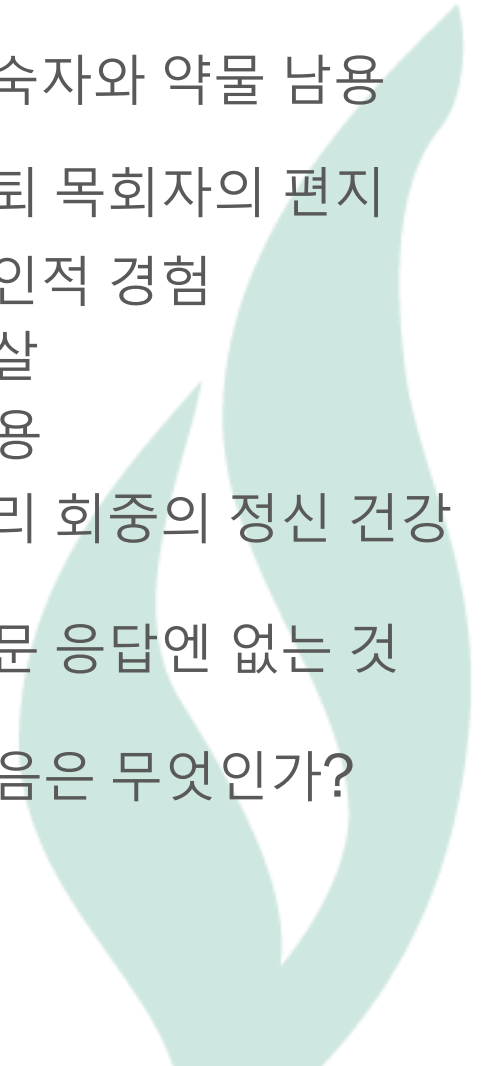 숙자와 약물 남용
퇴 목회자의 편지
인적 경험
살
용
리 회중의 정신 건강
문 응답엔 없는 것
음은 무엇인가?